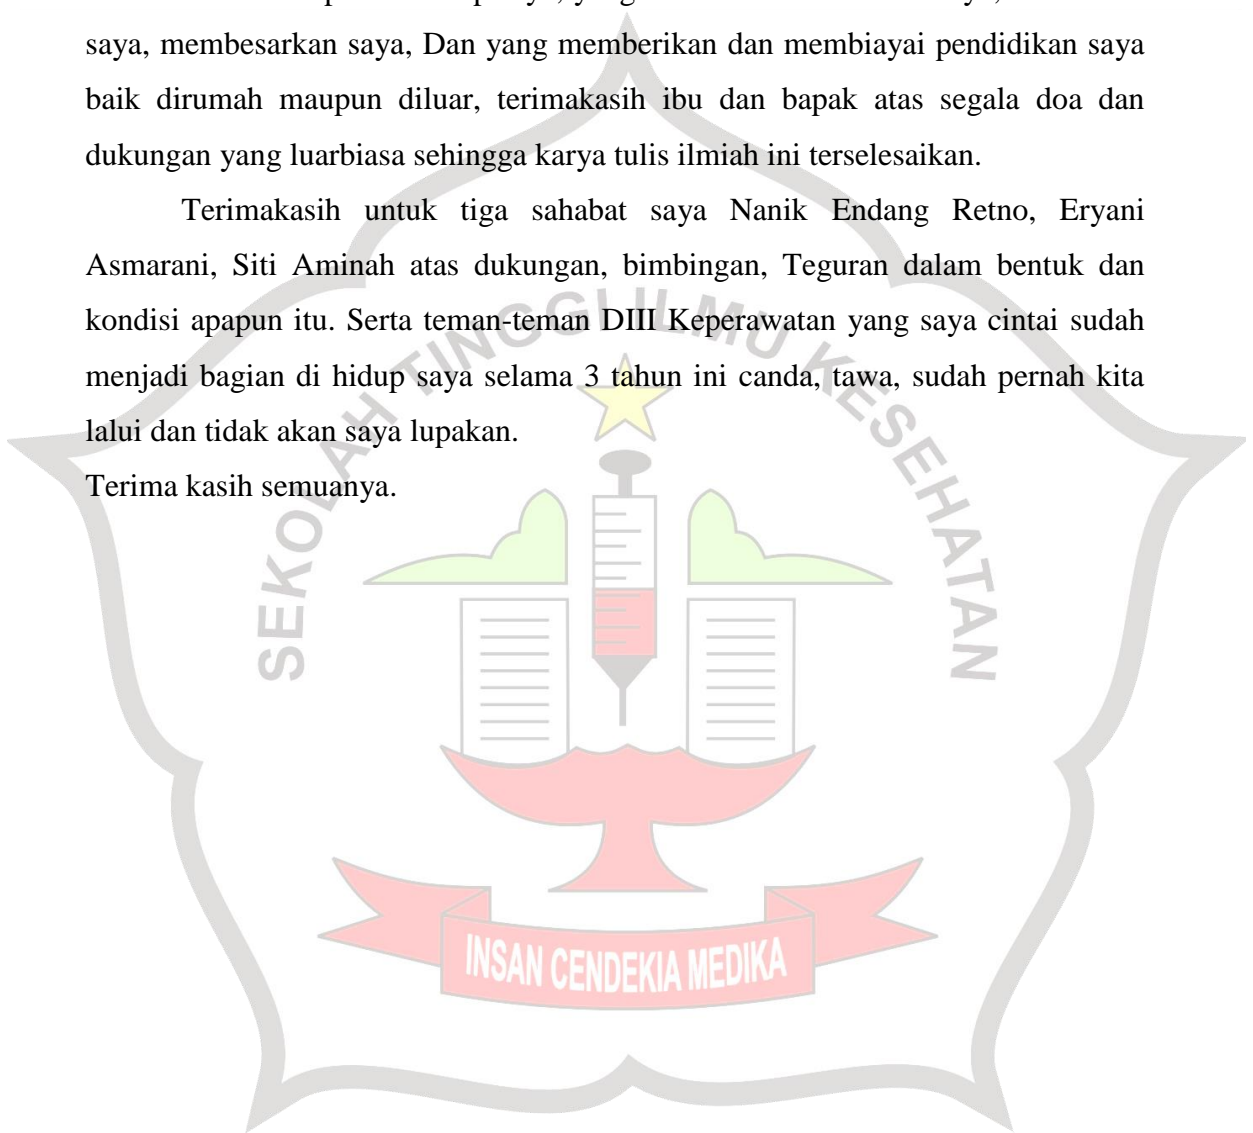 saya, membesarkan saya, Dan yang memberikan dan membiayai pendidikan saya
baik dirumah maupun diluar, terimakasih ibu dan bapak atas segala doa dan
dukungan yang luarbiasa sehingga karya tulis ilmiah ini terselesaikan.
Terimakasih untuk tiga sahabat saya Nanik Endang Retno, Eryani
Asmarani, Siti Aminah atas dukungan, bimbingan, Teguran dalam bentuk dan
kondisi apapun itu. Serta teman-teman DIII Keperawatan yang saya cintai sudah
menjadi bagian di hidup saya selama 3 tahun ini canda, tawa, sudah pernah kita
lalui dan tidak akan saya lupakan.
Terima kasih semuanya.
SEKOLAH TINGGI ILMU KESEHATAN
INSAN CENDEKIA MEDIKA